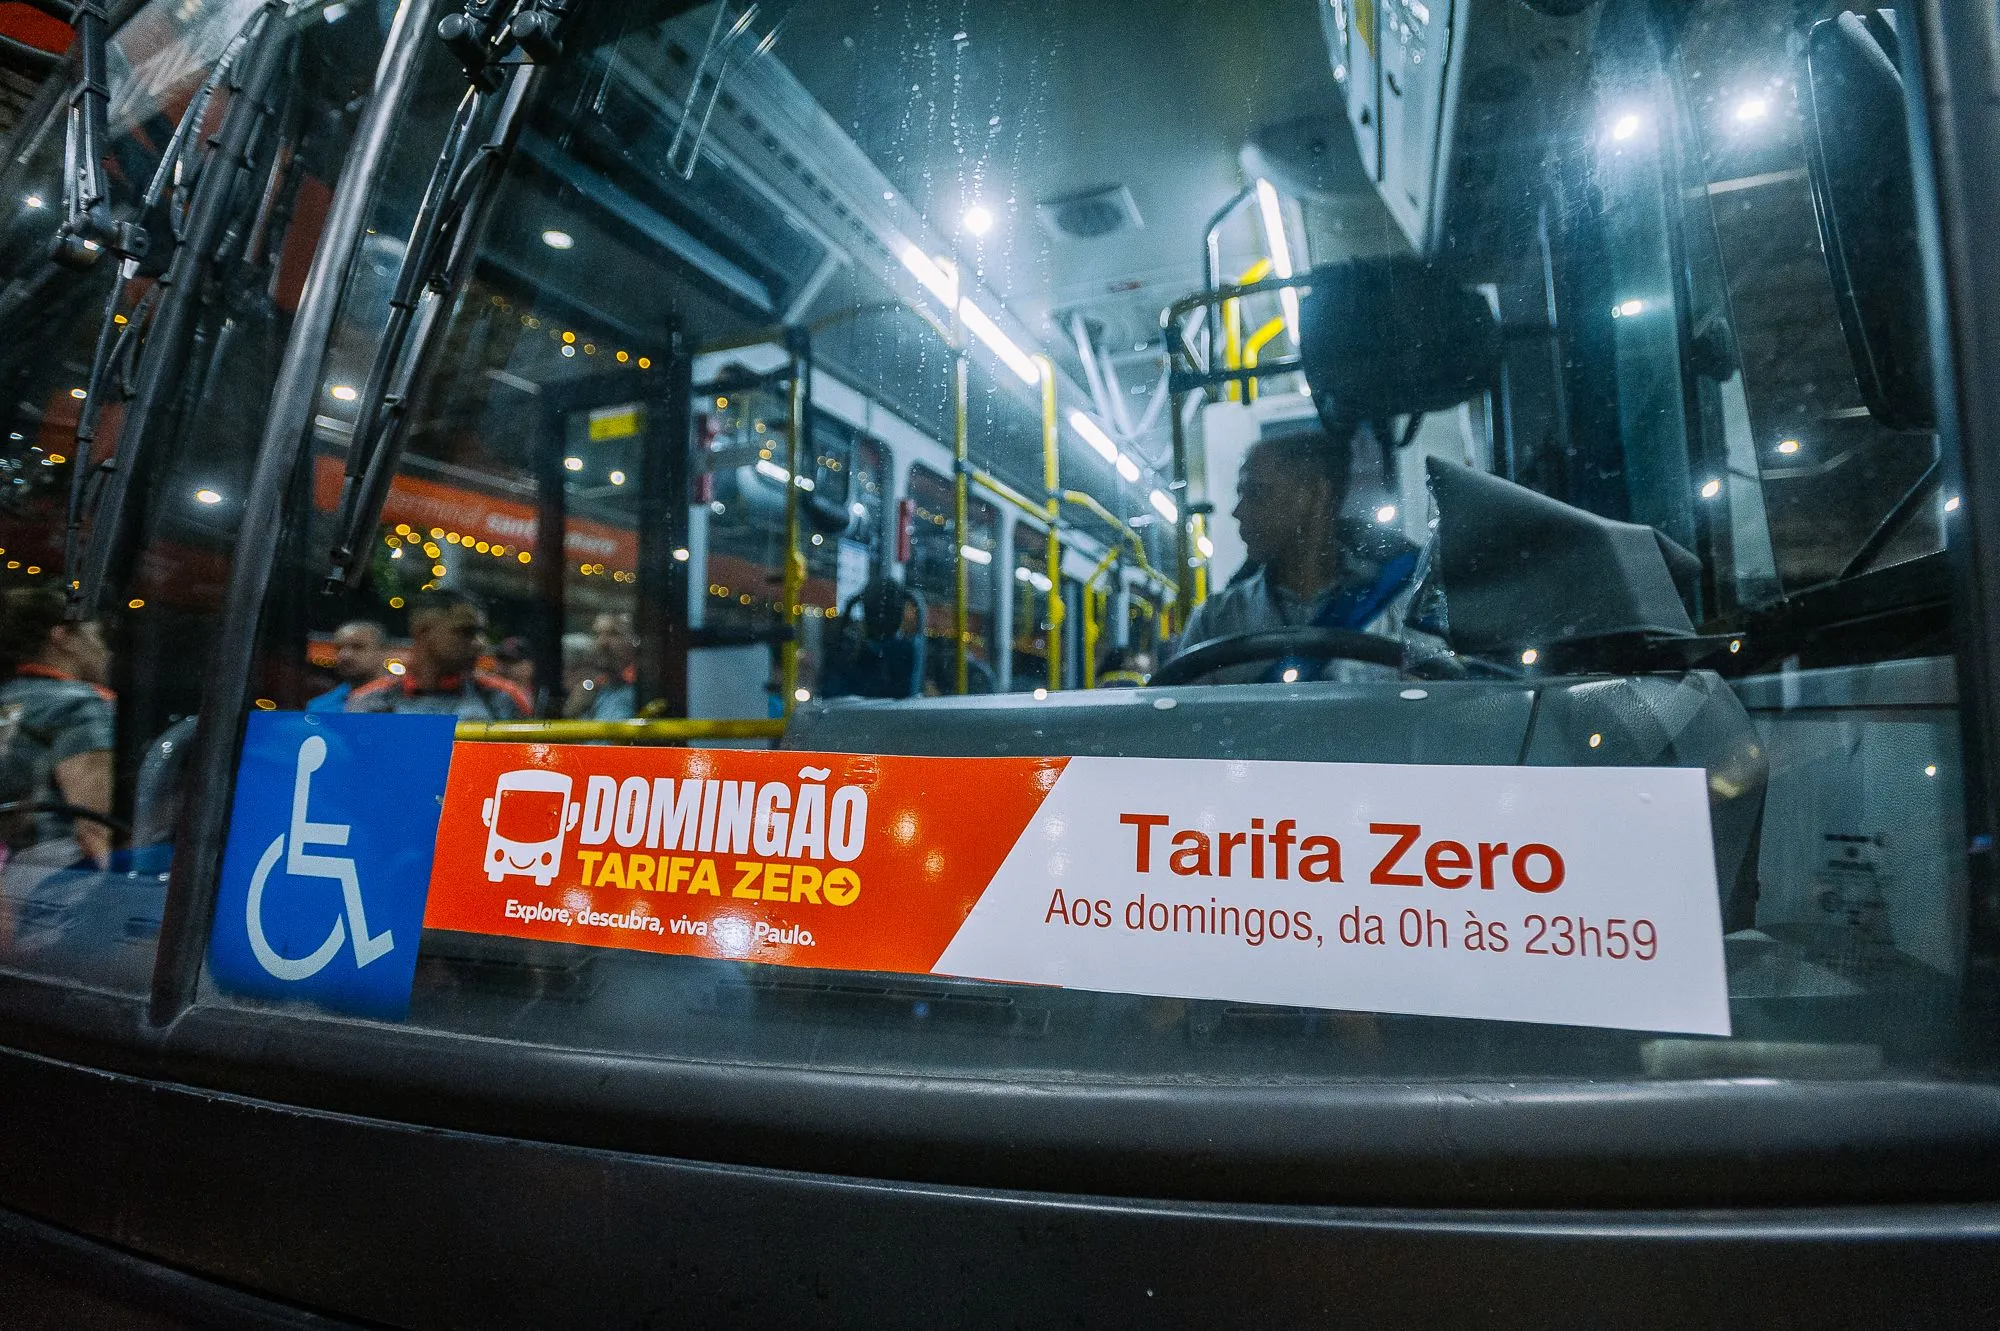 DOMINGÃO
TARIFA ZERO
Explore, descubra, viva São Paulo.
Tarifa Zero
Aos domingos, da 0h às 23h59